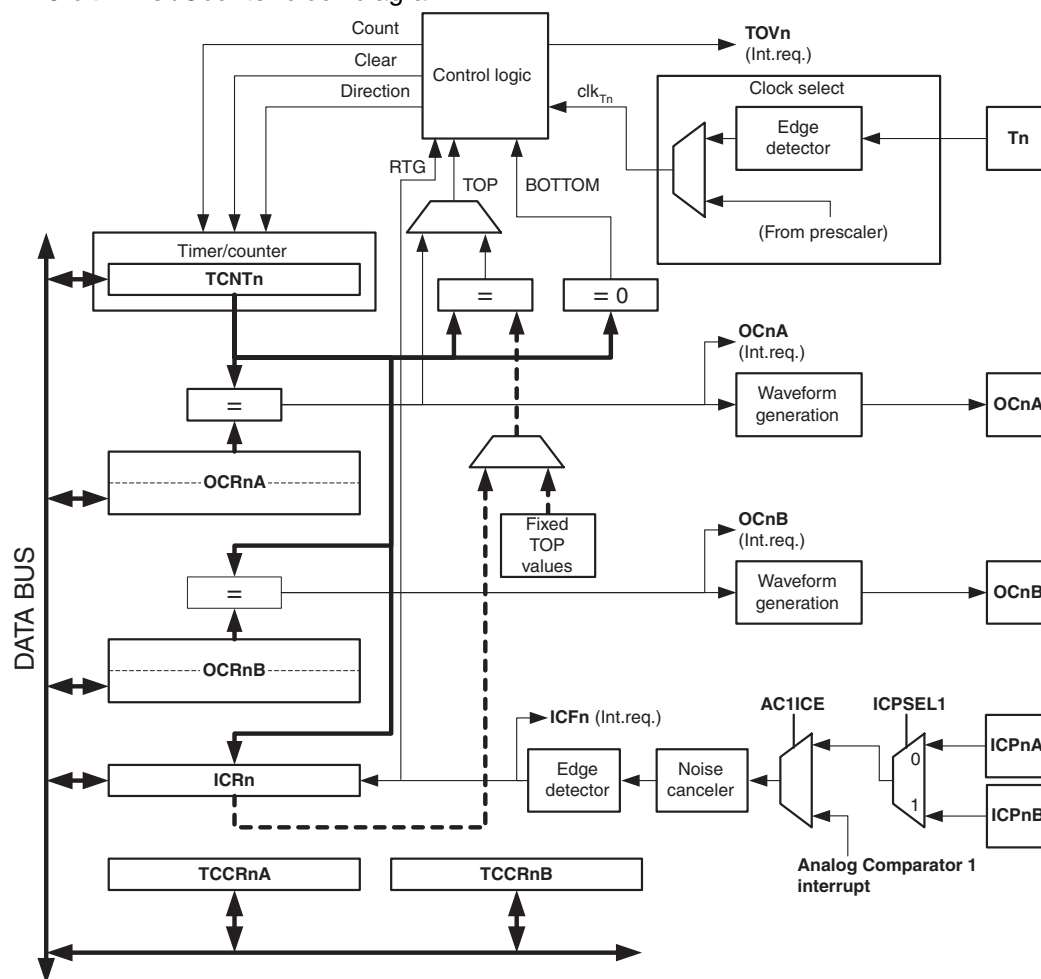 Count
Clear
Direction
Control logic
TOVn
(Int.req.)
clkTn
Clock select
Edge
detector
Tn
(From prescaler)
RTG
TOP
BOTTOM
Timer/counter
TCNTn
=
= 0
OCnA
(Int.req.)
=
Waveform
generation
OCnA
OCRnA
Fixed
TOP
values
OCnB
(Int.req.)
=
Waveform
generation
OCnB
OCRnB
DATA BUS
AC1ICE
ICPSEL1
ICFn (Int.req.)
ICPnA
0
ICRn
Edge
detector
Noise
canceler
1
ICPnB
Analog Comparator 1
interrupt
TCCRnA
TCCRnB